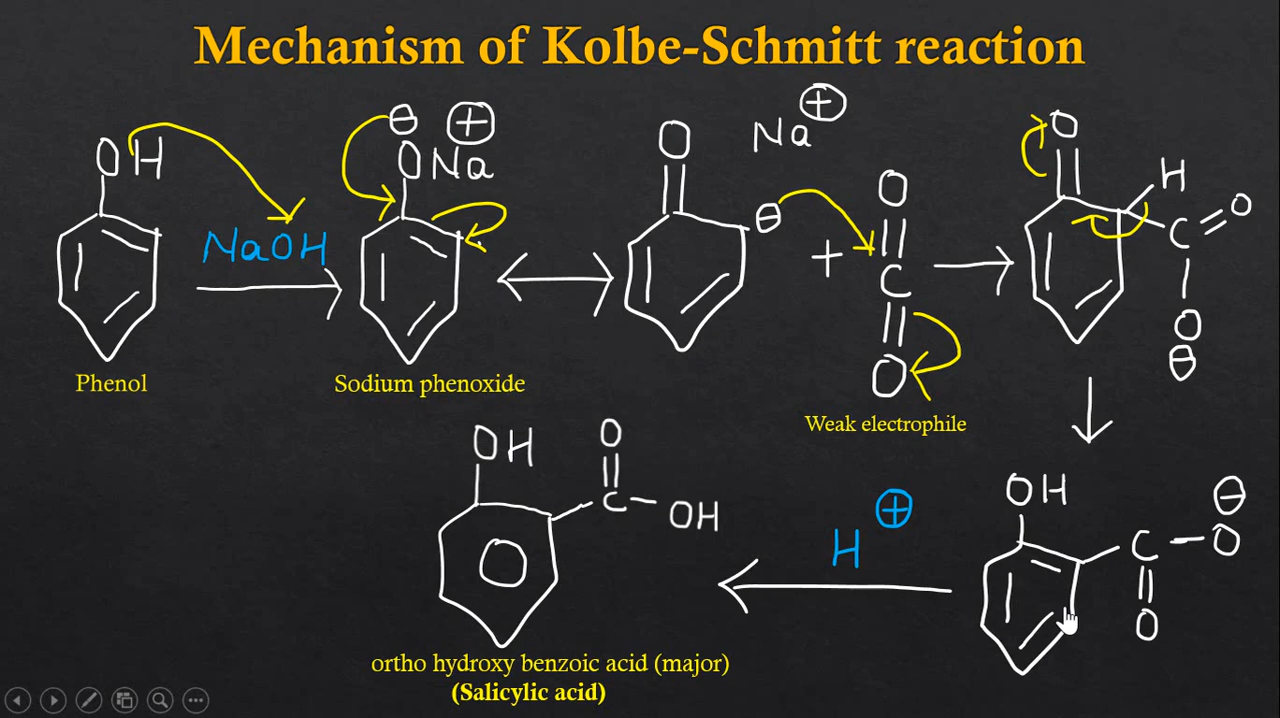 Mechanism of Kolbe-Schmitt reaction
OH
NaOH
Phenol
⊖ ⊕
ONa
Sodium phenoxide
O
Na⊕
⊖
+
O
C
O
Weak electrophile
O
H
C
O
O
⊖
OH
C
O
⊖
O
H⊕
OH
O
C
OH
ortho hydroxy benzoic acid (major)
(Salicylic acid)